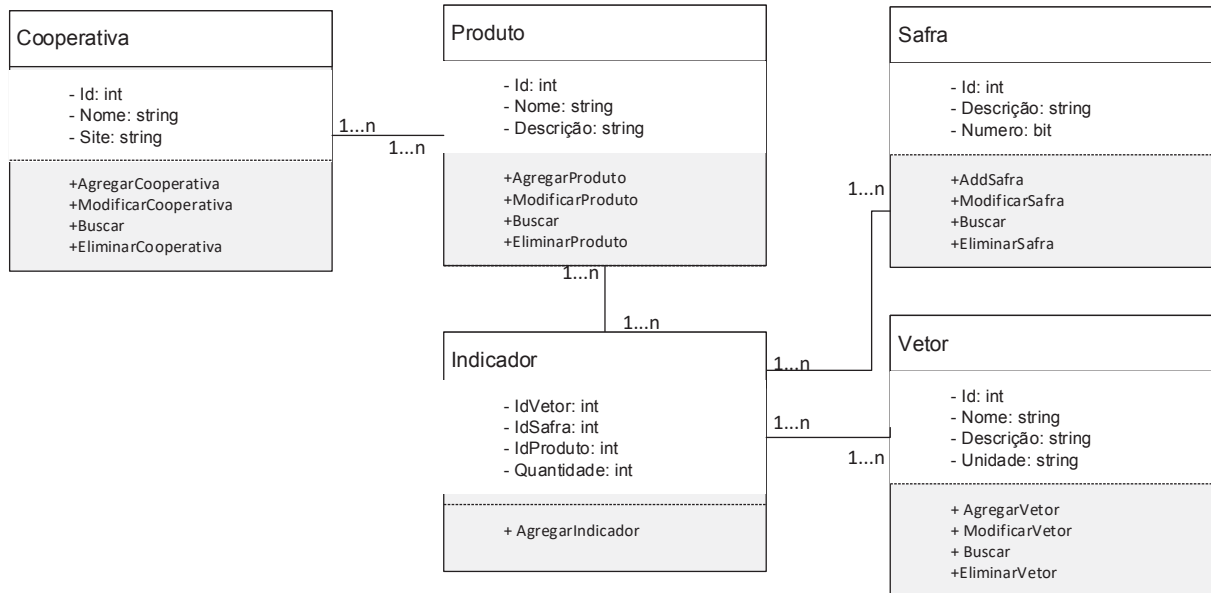 Cooperativa
- Id: int
- Nome: string
- Site: string
+AgregarCooperativa
+ModificarCooperativa
+Buscar
+EliminarCooperativa
1...n
1...n
Produto
- Id: int
- Nome: string
- Descrição: string
+AgregarProduto
+ModificarProduto
+Buscar
+EliminarProduto
1...n
1...n
Safra
- Id: int
- Descrição: string
- Numero: bit
+AddSafra
+ModificarSafra
+Buscar
+EliminarSafra
1...n
1...n
Indicador
- IdVetor: int
- IdSafra: int
- IdProduto: int
- Quantidade: int
+ AgregarIndicador
1...n
1...n
Vetor
- Id: int
- Nome: string
- Descrição: string
- Unidade: string
+ AgregarVetor
+ ModificarVetor
+ Buscar
+EliminarVetor